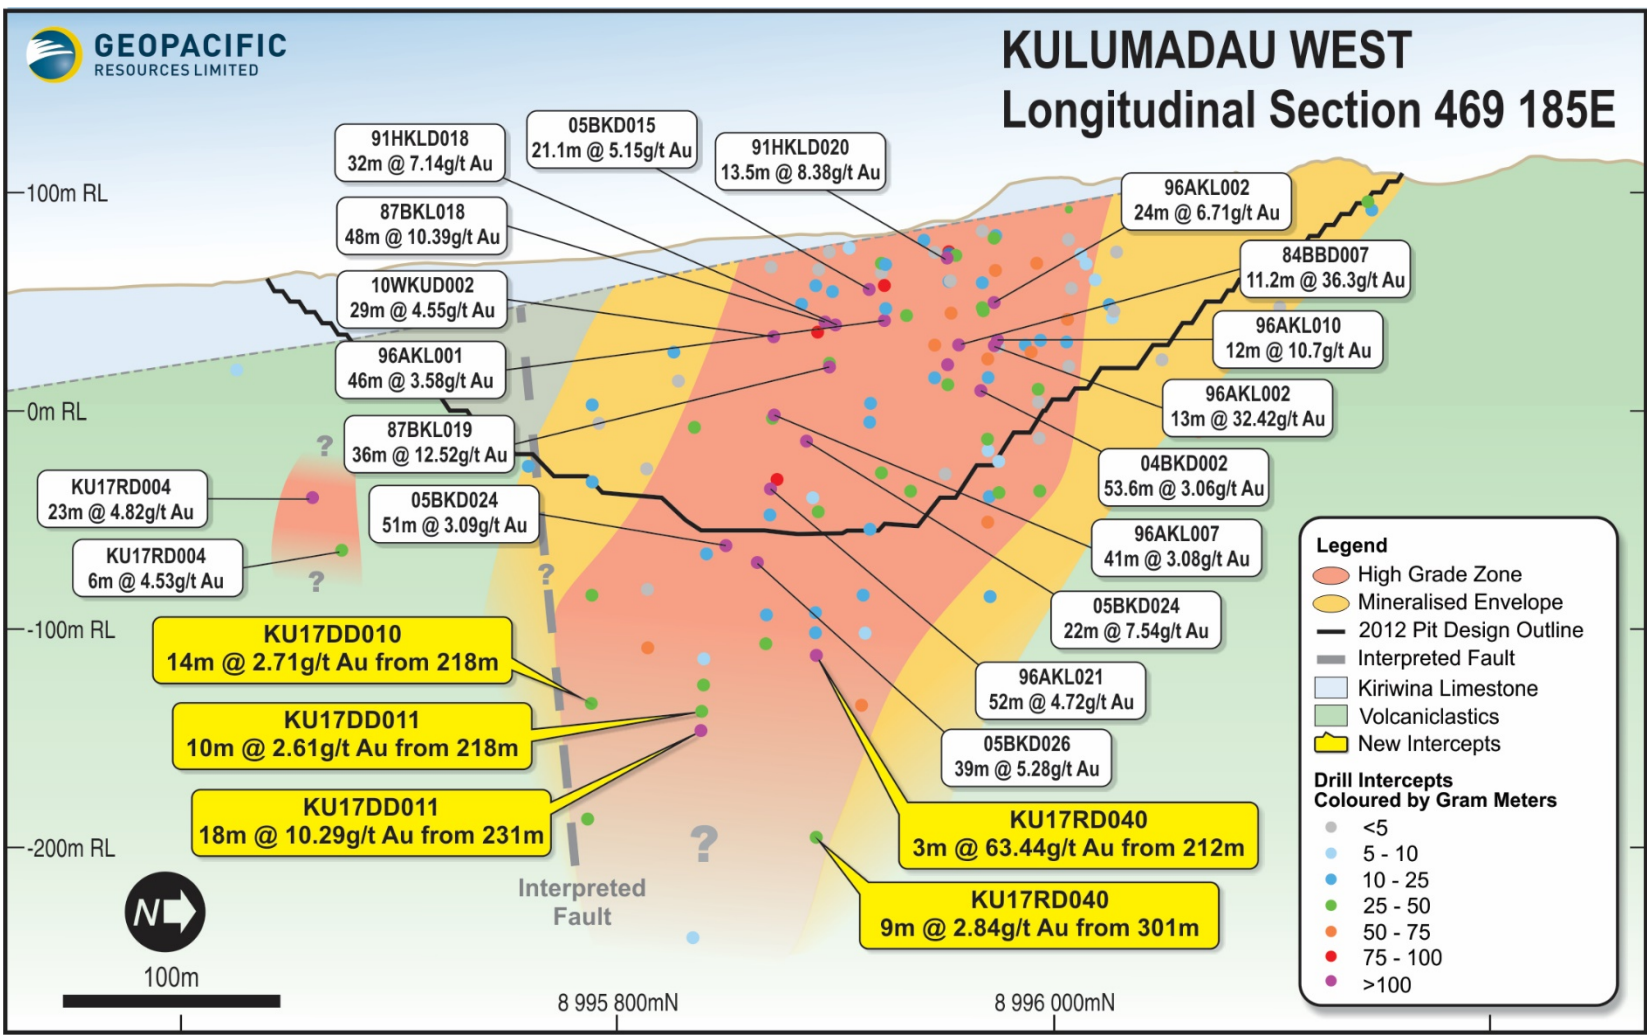 GEOPACIFIC
RESOURCES LIMITED
KULUMADAU WEST
Longitudinal Section 469 185E
91HKLD018
32m @ 7.14g/t Au
05BKD015
21.1m @ 5.15g/t Au
91HKLD020
13.5m @ 8.38g/t Au
96AKL002
24m @ 6.71g/t Au
87BKL018
48m @ 10.39g/t Au
84BBD007
11.2m @ 36.3g/t Au
10WKUD002
29m @ 4.55g/t Au
96AKL010
12m @ 10.7g/t Au
96AKL001
46m @ 3.58g/t Au
96AKL002
13m @ 32.42g/t Au
87BKL019
36m @ 12.52g/t Au
04BKD002
53.6m @ 3.06g/t Au
KU17RD004
23m @ 4.82g/t Au
05BKD024
51m @ 3.09g/t Au
96AKL007
41m @ 3.08g/t Au
KU17RD004
6m @ 4.53g/t Au
05BKD024
22m @ 7.54g/t Au
KU17DD010
14m @ 2.71g/t Au from 218m
96AKL021
52m @ 4.72g/t Au
KU17DD011
10m @ 2.61g/t Au from 218m
05BKD026
39m @ 5.28g/t Au
KU17DD011
18m @ 10.29g/t Au from 231m
KU17RD040
3m @ 63.44g/t Au from 212m
KU17RD040
9m @ 2.84g/t Au from 301m
100m RL
0m RL
-100m RL
-200m RL
?
?
?
?
Interpreted
Fault
N
100m
8 995 800mN
8 996 000mN
Legend
High Grade Zone
Mineralised Envelope
2012 Pit Design Outline
Interpreted Fault
Kiriwina Limestone
Volcaniclastics
New Intercepts
Drill Intercepts
Coloured by Gram Meters
<5
5 - 10
10 - 25
25 - 50
50 - 75
75 - 100
>100